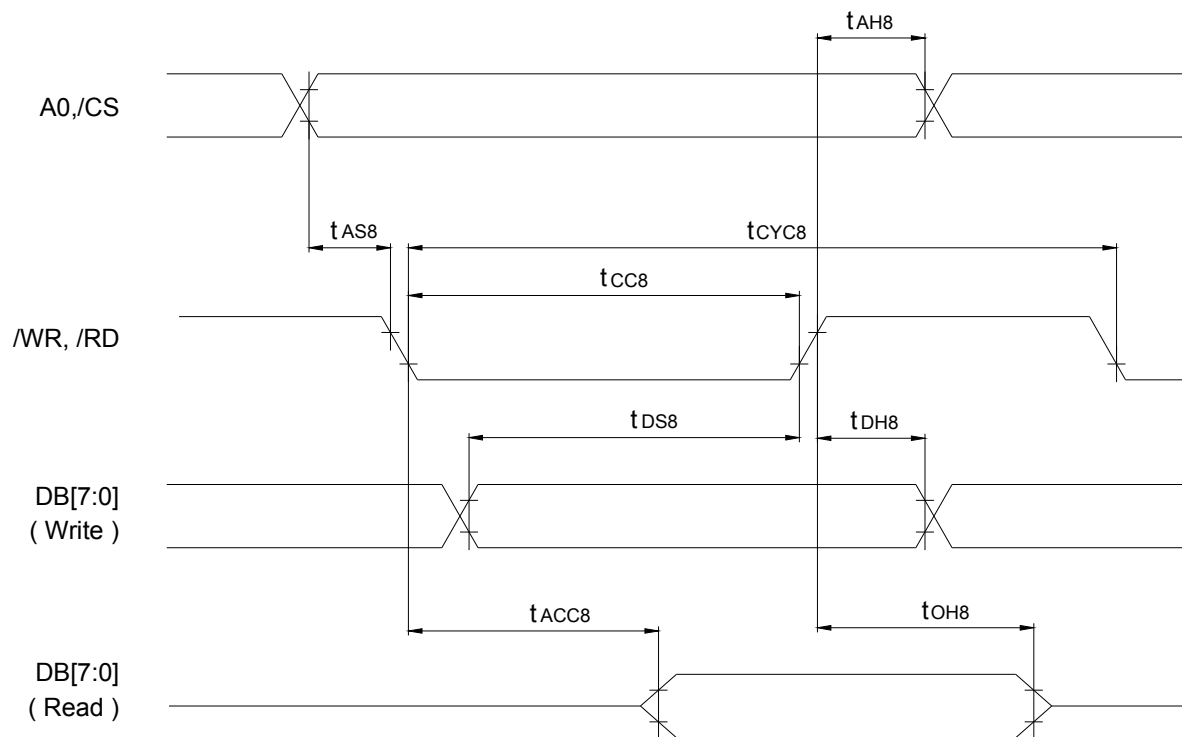 tAH8
A0,/CS
tAS8
tCYC8
tCC8
/WR, /RD
tDS8
tDH8
DB[7:0]
( Write )
tACC8
tOH8
DB[7:0]
( Read )